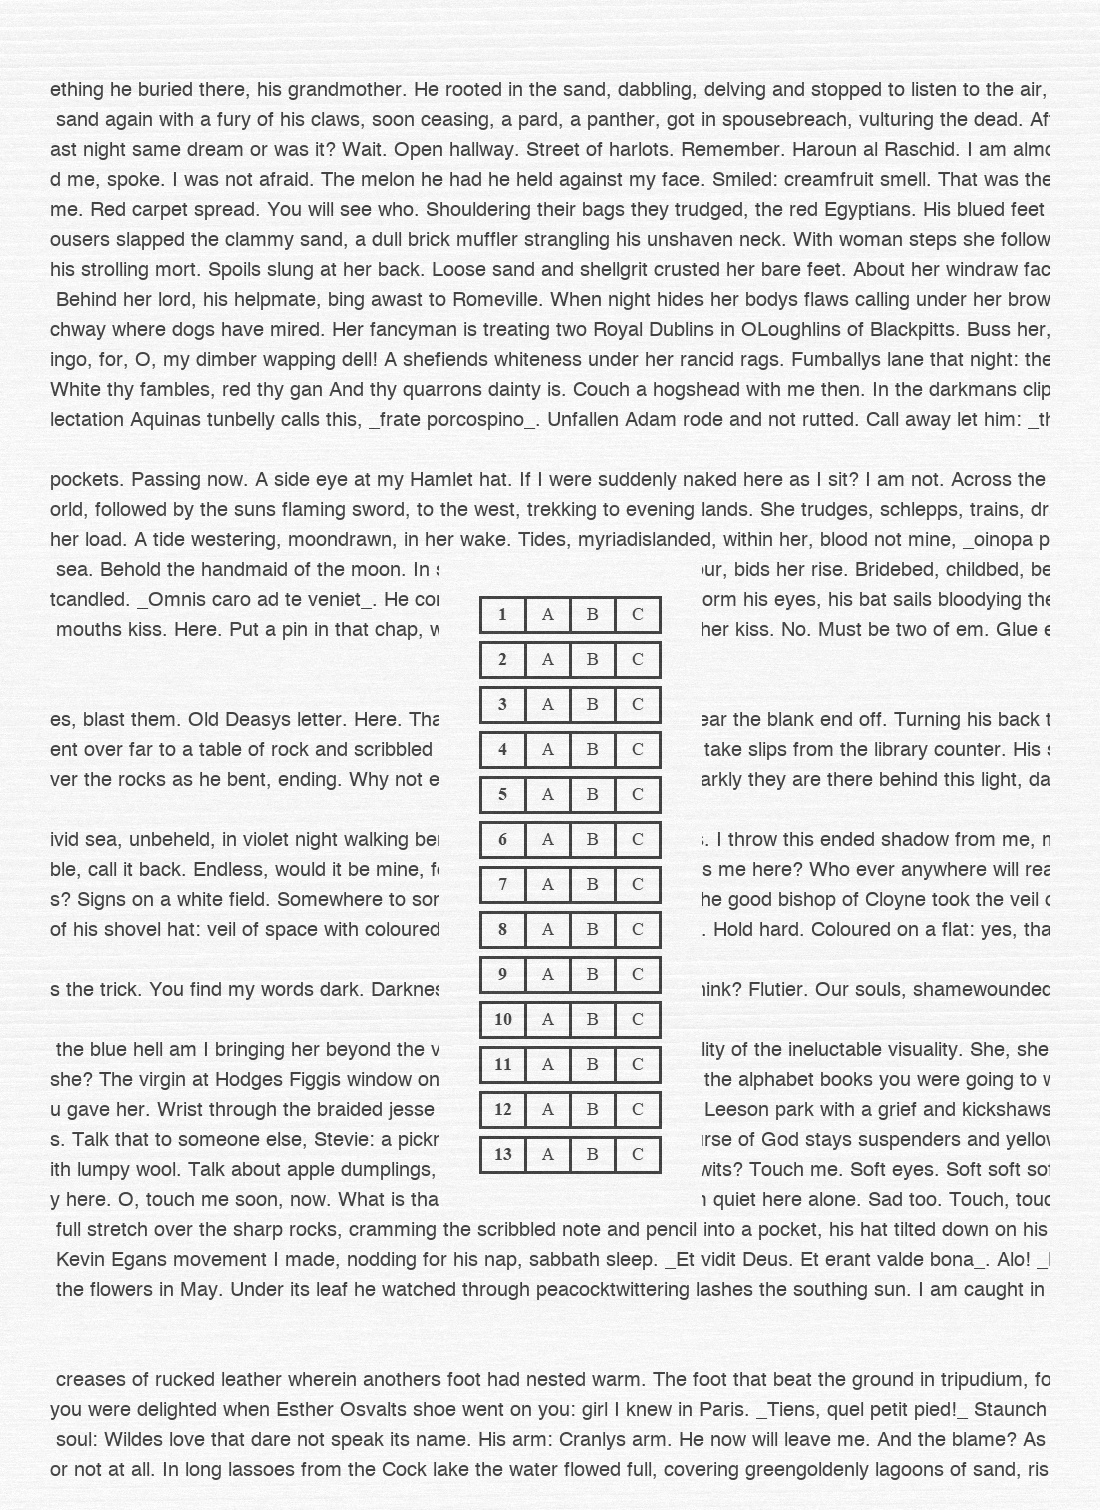 ething he buried there, his grandmother. He rooted in the sand, dabbling, delving and stopped to listen to the air,
sand again with a fury of his claws, soon ceasing, a pard, a panther, got in spousebreach, vulturing the dead. Af
ast night same dream or was it? Wait. Open hallway. Street of harlots. Remember. Haroun al Raschid. I am almo
d me, spoke. I was not afraid. The melon he had he held against my face. Smiled: creamfruit smell. That was the
me. Red carpet spread. You will see who. Shouldering their bags they trudged, the red Egyptians. His blued feet
ousers slapped the clammy sand, a dull brick muffler strangling his unshaven neck. With woman steps she follow
his strolling mort. Spoils slung at her back. Loose sand and shellgrit crusted her bare feet. About her windraw fac
Behind her lord, his helpmate, bing awast to Romeville. When night hides her bodys flaws calling under her brow
chway where dogs have mired. Her fancyman is treating two Royal Dublins in OLoughlins of Blackpitts. Buss her,
ingo, for, O, my dimber wapping dell! A shefiends whiteness under her rancid rags. Fumballys lane that night: the
White thy fambles, red thy gan And thy quarrons dainty is. Couch a hogshead with me then. In the darkmans clip
lectation Aquinas tunbelly calls this, _frate porcospino_. Unfallen Adam rode and not rutted. Call away let him: _th
pockets. Passing now. A side eye at my Hamlet hat. If I were suddenly naked here as I sit? I am not. Across the
orld, followed by the suns flaming sword, to the west, trekking to evening lands. She trudges, schlepps, trains, dr
her load. A tide westering, moondrawn, in her wake. Tides, myriadislanded, within her, blood not mine, _oinopa p
sea. Behold the handmaid of the moon. In our, bids her rise. Bridebed, childbed, be
tcandled. _Omnis caro ad te veniet_. He com orm his eyes, his bat sails bloodying the
mouths kiss. Here. Put a pin in that chap, her kiss. No. Must be two of em. Glue
es, blast them. Old Deasys letter. Here. Tha ear the blank end off. Turning his back t
ent over far to a table of rock and scribbled take slips from the library counter. His
ver the rocks as he bent, ending. Why not e arkly they are there behind this light, da
ivid sea, unbeheld, in violet night walking ben I throw this ended shadow from me,
ble, call it back. Endless, would it be mine, fo s me here? Who ever anywhere will rea
s? Signs on a white field. Somewhere to som he good bishop of Cloyne took the veil
of his shovel hat: veil of space with coloured . Hold hard. Coloured on a flat: yes, tha
s the trick. You find my words dark. Darknes hink? Flutier. Our souls, shamewounded
the blue hell am I bringing her beyond the v lity of the ineluctable visuality. She, she
she? The virgin at Hodges Figgis window on the alphabet books you were going to w
u gave her. Wrist through the braided jesse Leeson park with a grief and kickshaws
s. Talk that to someone else, Stevie: a pick urse of God stays suspenders and yellow
ith lumpy wool. Talk about apple dumplings, wits? Touch me. Soft eyes. Soft soft sof
y here. O, touch me soon, now. What is tha quiet here alone. Sad too. Touch, touc
1 A B C
2 A B C
3 A B C
4 A B C
5 A B C
6 A B C
7 A B C
8 A B C
9 A B C
10 A B C
11 A B C
12 A B C
13 A B C
full stretch over the sharp rocks, cramming the scribbled note and pencil into a pocket, his hat tilted down on his
Kevin Egans movement I made, nodding for his nap, sabbath sleep. _Et vidit Deus. Et erant valde bona_. Alo! _
the flowers in May. Under its leaf he watched through peacocktwittering lashes the southing sun. I am caught in
creases of rucked leather wherein anothers foot had nested warm. The foot that beat the ground in tripudium, fo
you were delighted when Esther Osvalts shoe went on you: girl I knew in Paris. _Tiens, quel petit pied!_ Staunch
soul: Wildes love that dare not speak its name. His arm: Cranlys arm. He now will leave me. And the blame? As
or not at all. In long lassoes from the Cock lake the water flowed full, covering greengoldenly lagoons of sand, ris